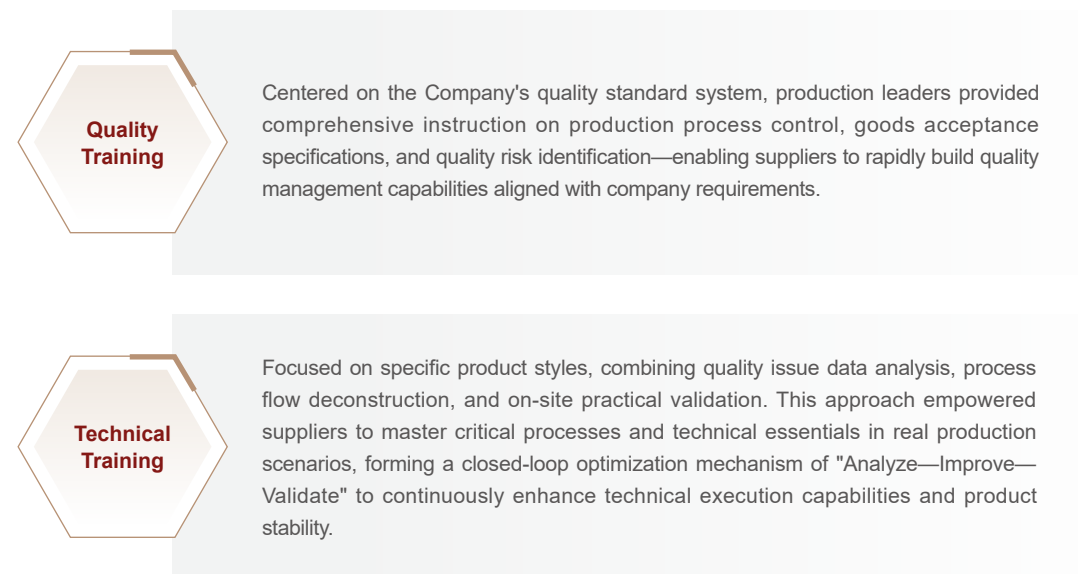 Quality
Training
Centered on the Company's quality standard system, production leaders provided
comprehensive instruction on production process control, goods acceptance
specifications, and quality risk identification—enabling suppliers to rapidly build quality
management capabilities aligned with company requirements.
Technical
Training
Focused on specific product styles, combining quality issue data analysis, process
flow deconstruction, and on-site practical validation. This approach empowered
suppliers to master critical processes and technical essentials in real production
scenarios, forming a closed-loop optimization mechanism of "Analyze—Improve—
Validate" to continuously enhance technical execution capabilities and product
stability.